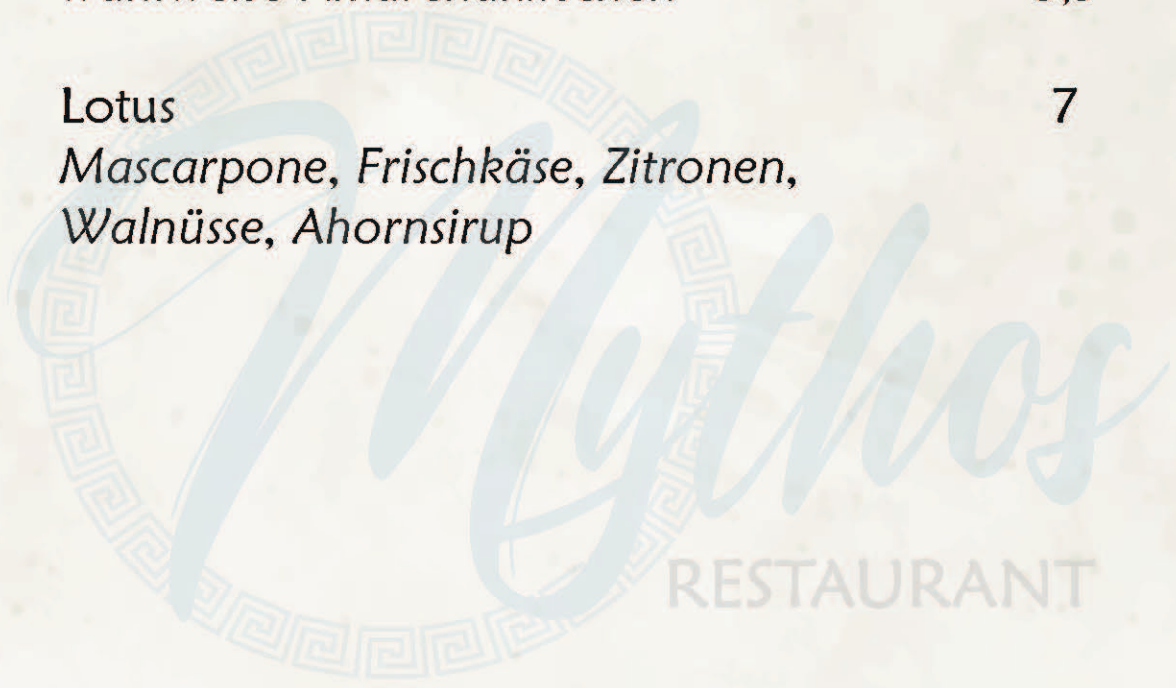 Lotus 7
Mascarpone, Frischkäse, Zitronen,
Walnüsse, Ahornsirup
Mythos
RESTAURANT